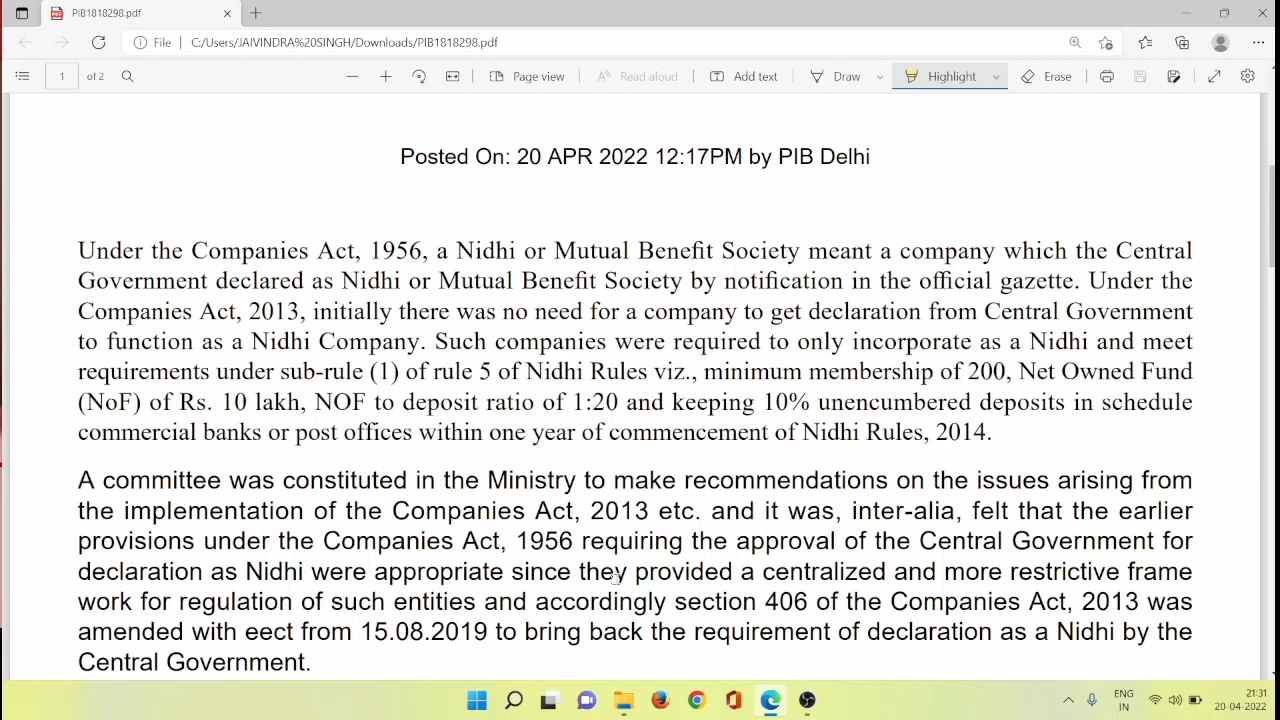 PIB1818298.pdf
File
C:/Users/JAIVINDRA%20SINGH/Downloads/PIB1818298.pdf
1 of 2
Page view
Read aloud
Add text
Draw
Highlight
Erase
Posted On: 20 APR 2022 12:17PM by PIB Delhi
Under the Companies Act, 1956, a Nidhi or Mutual Benefit Society meant a company which the Central
Government declared as Nidhi or Mutual Benefit Society by notification in the official gazette. Under the
Companies Act, 2013, initially there was no need for a company to get declaration from Central Government
to function as a Nidhi Company. Such companies were required to only incorporate as a Nidhi and meet
requirements under sub-rule (1) of rule 5 of Nidhi Rules viz., minimum membership of 200, Net Owned Fund
(NoF) of Rs. 10 lakh, NOF to deposit ratio of 1:20 and keeping 10% unencumbered deposits in schedule
commercial banks or post offices within one year of commencement of Nidhi Rules, 2014.
A committee was constituted in the Ministry to make recommendations on the issues arising from
the implementation of the Companies Act, 2013 etc. and it was, inter-alia, felt that the earlier
provisions under the Companies Act, 1956 requiring the approval of the Central Government for
declaration as Nidhi were appropriate since they provided a centralized and more restrictive frame
work for regulation of such entities and accordingly section 406 of the Companies Act, 2013 was
amended with eect from 15.08.2019 to bring back the requirement of declaration as a Nidhi by the
Central Government.
ENG
IN
21:31
20-04-2022